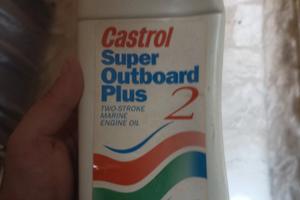 Castrol
Super
Outboard
Plus 2
TWO-STROKE
MARINE
ENGINE OIL